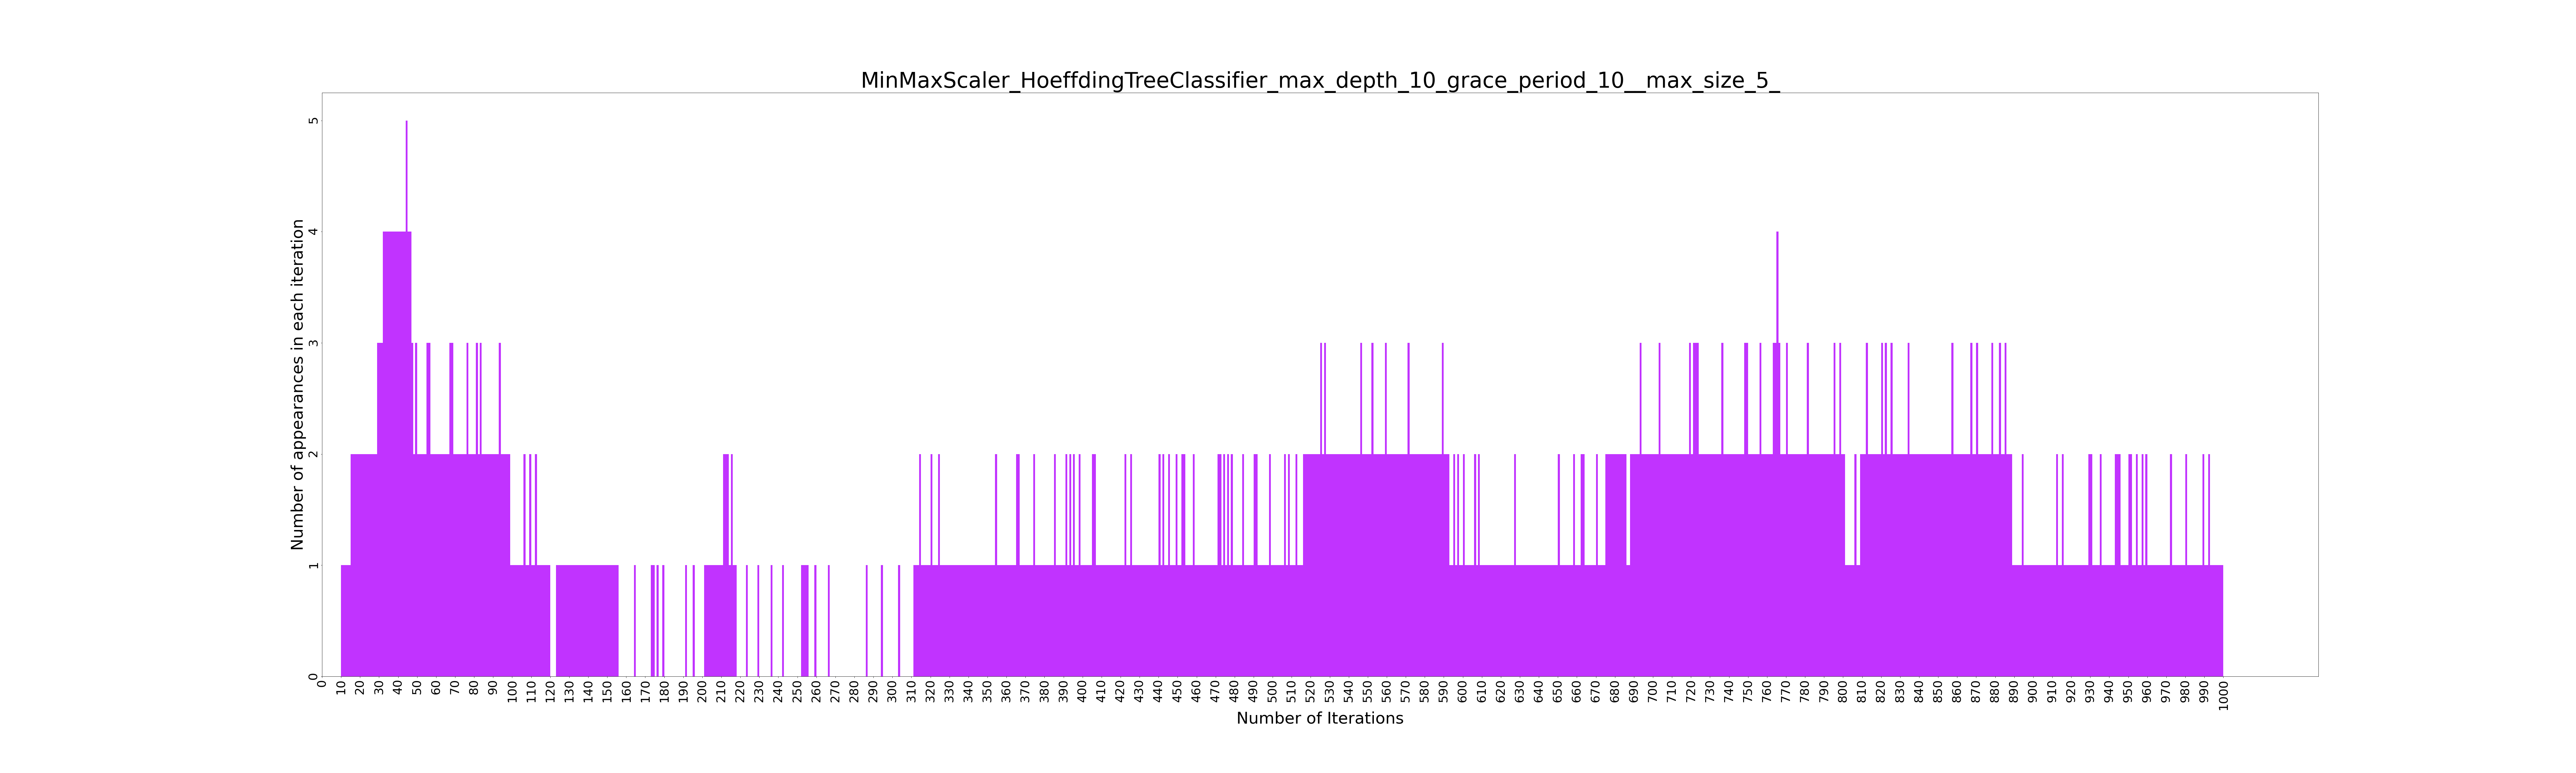 MinMaxScaler_HoeffdingTreeClassifier_max_depth_10_grace_period_10__max_size_5_
Number of appearances in each iteration
5
4
3
2
1
0
0 10 20 30 40 50 60 70 80 90 100 110 120 130 140 150 160 170 180 190 200 210 220 230 240 250 260 270 280 290 300 310 320 330 340 350 360 370 380 390 400 410 420 430 440 450 460 470 480 490 500 510 520 530 540 550 560 570 580 590 600 610 620 630 640 650 660 670 680 690 700 710 720 730 740 750 760 770 780 790 800 810 820 830 840 850 860 870 880 890 900 910 920 930 940 950 960 970 980 990 1000
Number of Iterations